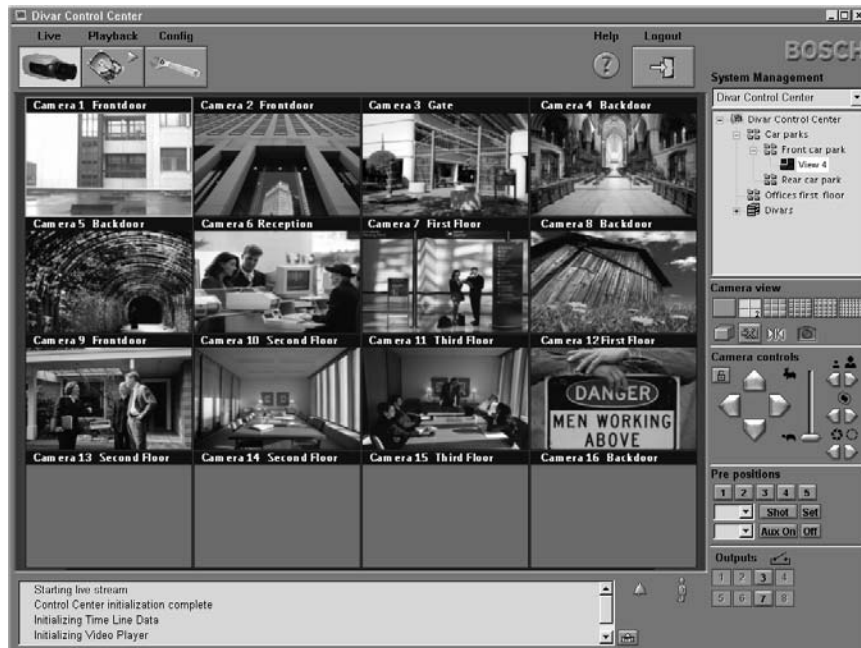 Divar Control Center
Live Playback Config Help Logout
BOSCH
System Management
Divar Control Center
Divar Control Center
Car parks
Front car park
View 4
Rear car park
Offices first floor
Divars
Camera 1 Frontdoor
Camera 2 Frontdoor
Camera 3 Gate
Camera 4 Backdoor
Camera 5 Backdoor
Camera 6 Reception
Camera 7 First Floor
Camera 8 Backdoor
Camera 9 Frontdoor
Camera 10 Second Floor
Camera 11 Third Floor
Camera 12 First Floor
DANGER
MEN WORKING
ABOVE
Camera 13 Second Floor
Camera 14 Second Floor
Camera 15 Third Floor
Camera 16 Backdoor
Camera view
2
Camera controls
Pre positions
1 2 3 4 5
Shot Set
Aux On Off
Outputs
1 2 3 4
5 6 7 8
Starting live stream
Control Center initialization complete
Initializing Time Line Data
Initializing Video Player